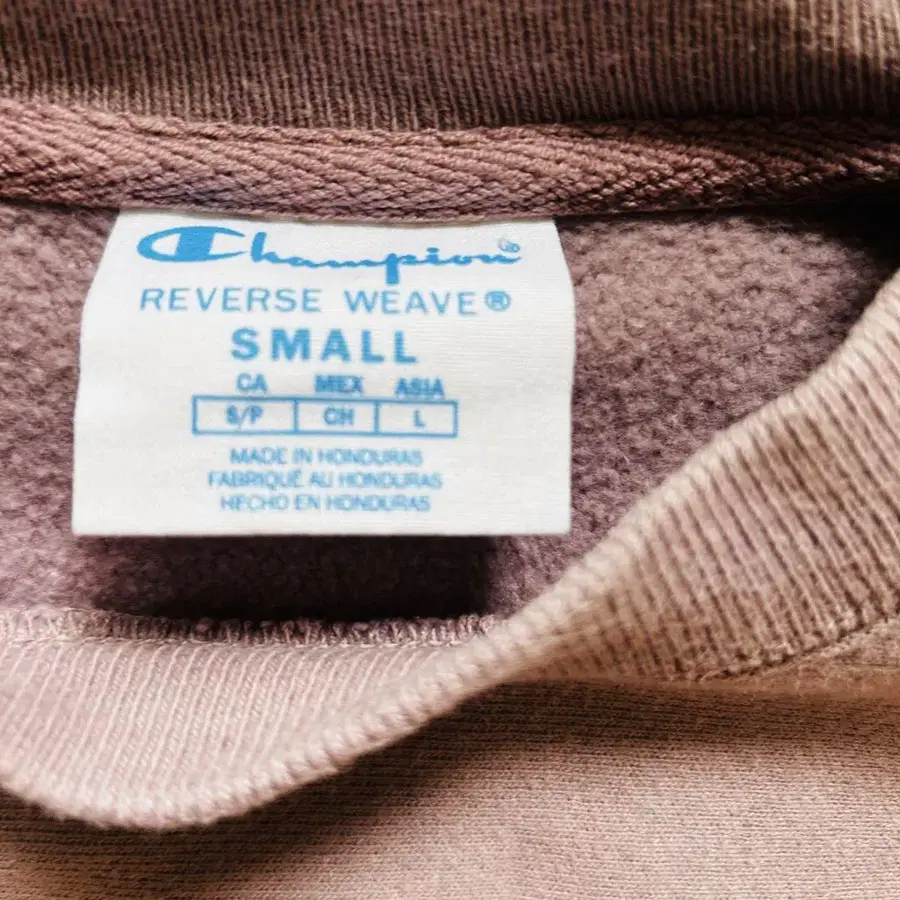 Champion®
REVERSE WEAVE®
SMALL
CA MEX ASIA
S/P CH L
MADE IN HONDURAS
FABRIQUÉ AU HONDURAS
HECHO EN HONDURAS